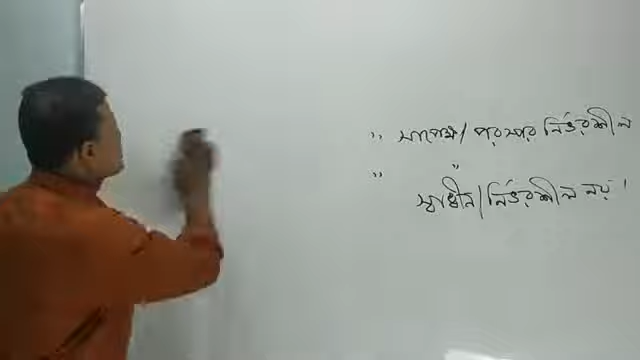 ,, সাপেক্ষ / পরস্পর নির্ভরশীল
,, ,,
স্বাধীন / নির্ভরশীল নয়।